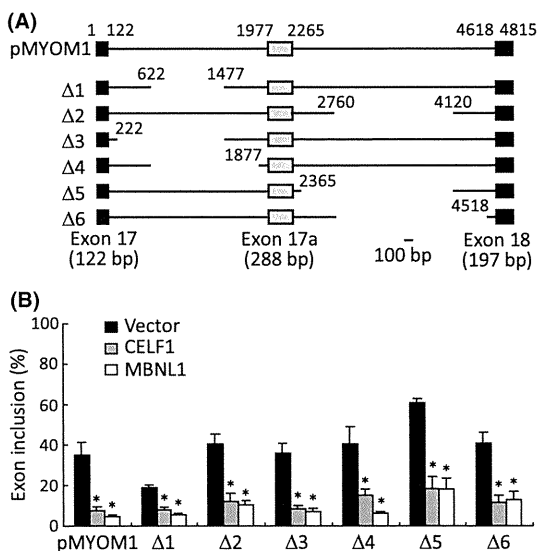 (A)
1 122 1977 2265 4618 4815
pMYOM1
622 1477
Δ1
2760 4120
Δ2
222
Δ3
1877
Δ4
2365
Δ5
4518
Δ6
Exon 17 Exon 17a Exon 18
(122 bp) (288 bp) 100 bp (197 bp)
(B)
Exon inclusion (%)
100
80
60
40
20
0
Vector
CELF1
MBNL1
* * * * * * * * * * * * * *
pMYOM1 Δ1 Δ2 Δ3 Δ4 Δ5 Δ6